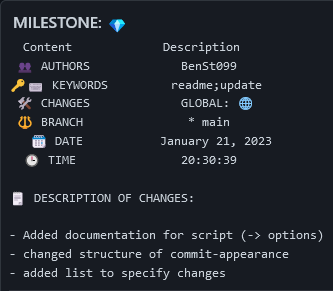 MILESTONE: 💎
Content Description
👥 AUTHORS BenSt099
🔑⌨️ KEYWORDS readme;update
🛠 CHANGES GLOBAL: 🌐
🔱 BRANCH * main
📅 DATE January 21, 2023
🕒 TIME 20:30:39
📃 DESCRIPTION OF CHANGES:
- Added documentation for script (-> options)
- changed structure of commit-appearance
- added list to specify changes